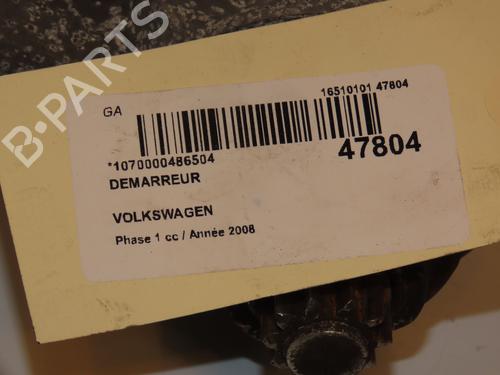 B-PARTS
GA
16510101 47804
*1070000486504
47804
DEMARREUR
VOLKSWAGEN
Phase 1 cc / Année 2008